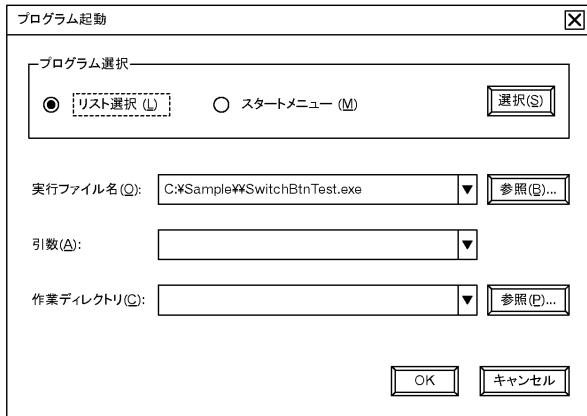 プログラム起動
プログラム選択
リスト選択 (L) スタートメニュー (M) 選択(S)
実行ファイル名(O): C:¥Sample¥¥SwitchBtnTest.exe 参照(B)...
引数(A):
作業ディレクトリ(C): 参照(P)...
OK キャンセル